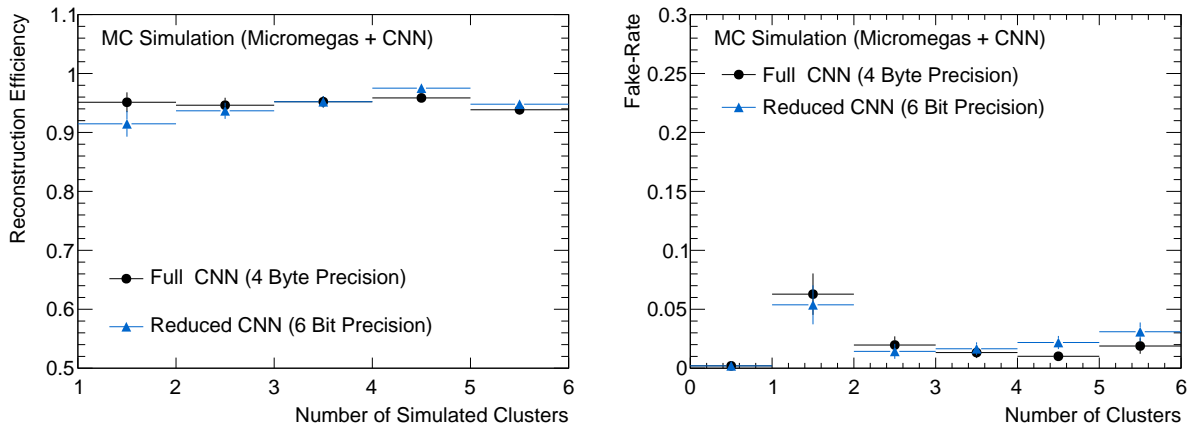 Reconstruction Efficiency
1.1
1
0.9
0.8
0.7
0.6
0.5
MC Simulation (Micromegas + CNN)
Full CNN (4 Byte Precision)
Reduced CNN (6 Bit Precision)
1 2 3 4 5 6
Number of Simulated Clusters
Fake-Rate
0.3
0.25
0.2
0.15
0.1
0.05
0
MC Simulation (Micromegas + CNN)
Full CNN (4 Byte Precision)
Reduced CNN (6 Bit Precision)
0 1 2 3 4 5 6
Number of Clusters